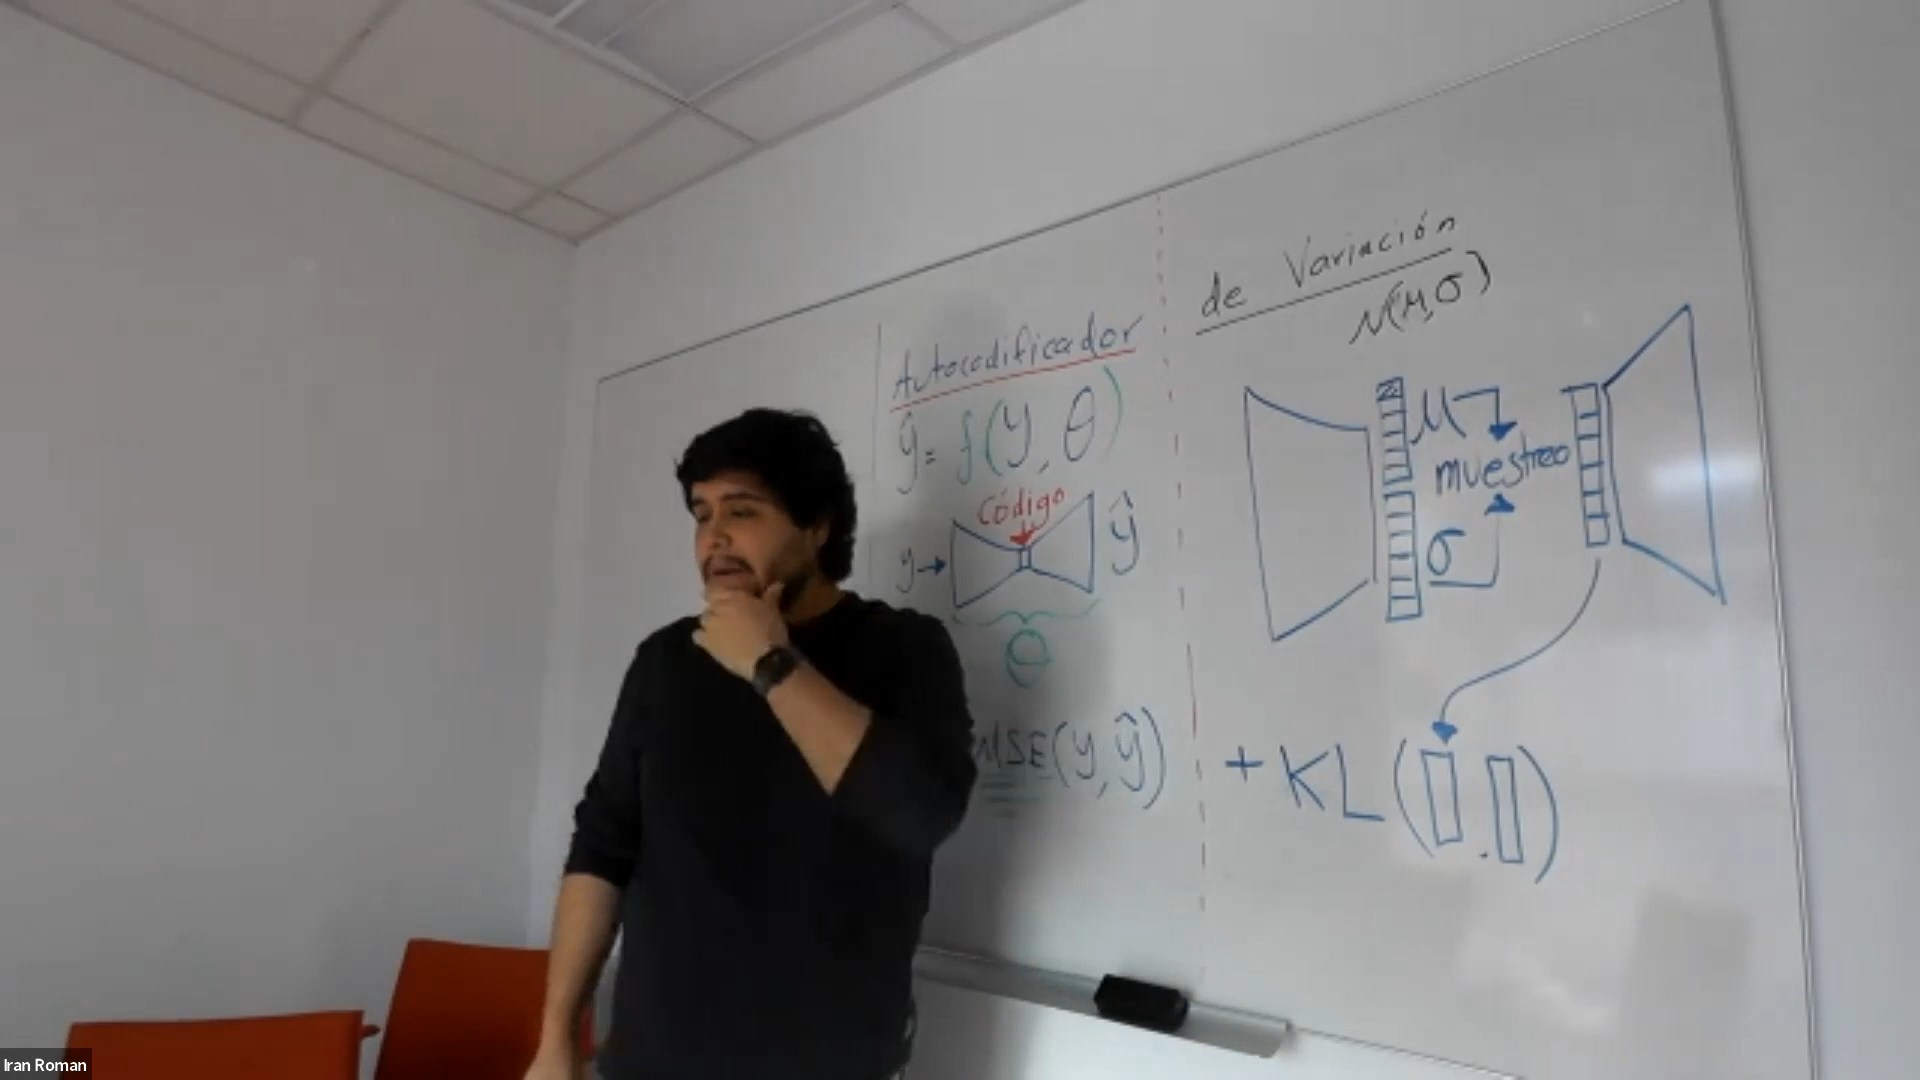 Autocodificador
ŷ = f(y, θ)
Código
y → ŷ
θ
MSE(y, ŷ)
de Variación
N(μ, σ)
μ
muestreo
σ
+ KL( , )
Iran Roman